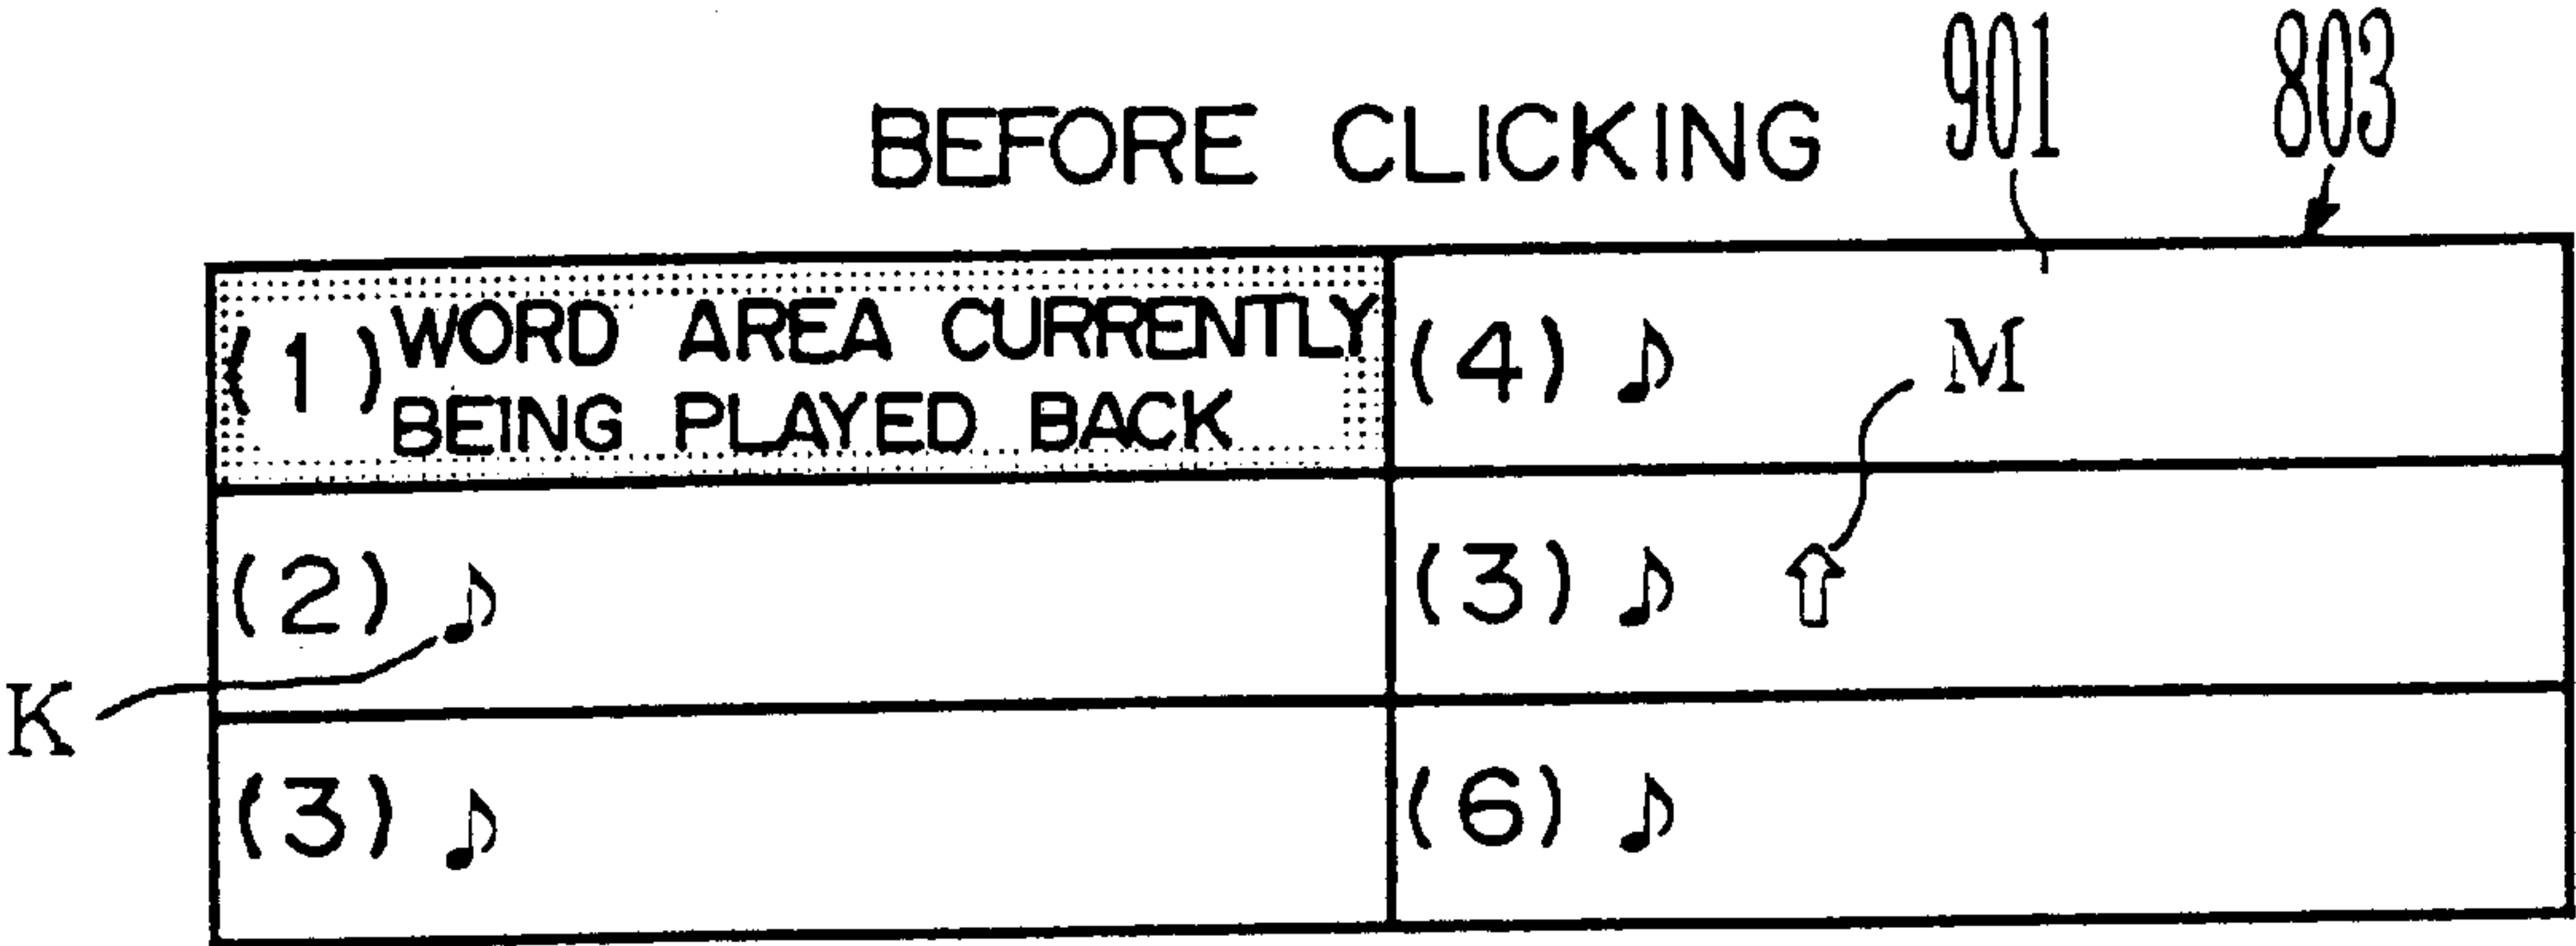 BEFORE CLICKING
901
803
(1) WORD AREA CURRENTLY
BEING PLAYED BACK
(4) ♪
M
(2) ♪
(3) ♪
K
(3) ♪
(6) ♪